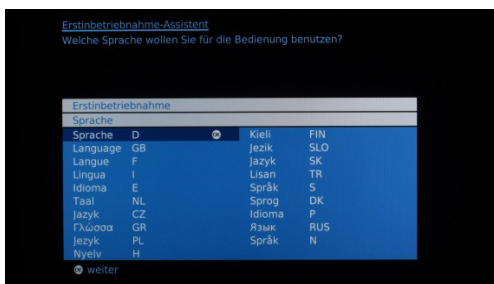 Erstinbetriebnahme-Assistent
Welche Sprache wollen Sie für die Bedienung benutzen?
Erstinbetriebnahme
Sprache
Sprache D OK Kieli FIN
Language GB Jezik SLO
Langue F Jazyk SK
Lingua I Lisan TR
Idioma E Språk S
Taal NL Sprog DK
Jazyk CZ Idioma P
Γλώσσα GR Язык RUS
Jezyk PL Språk N
Nyelv H
OK weiter